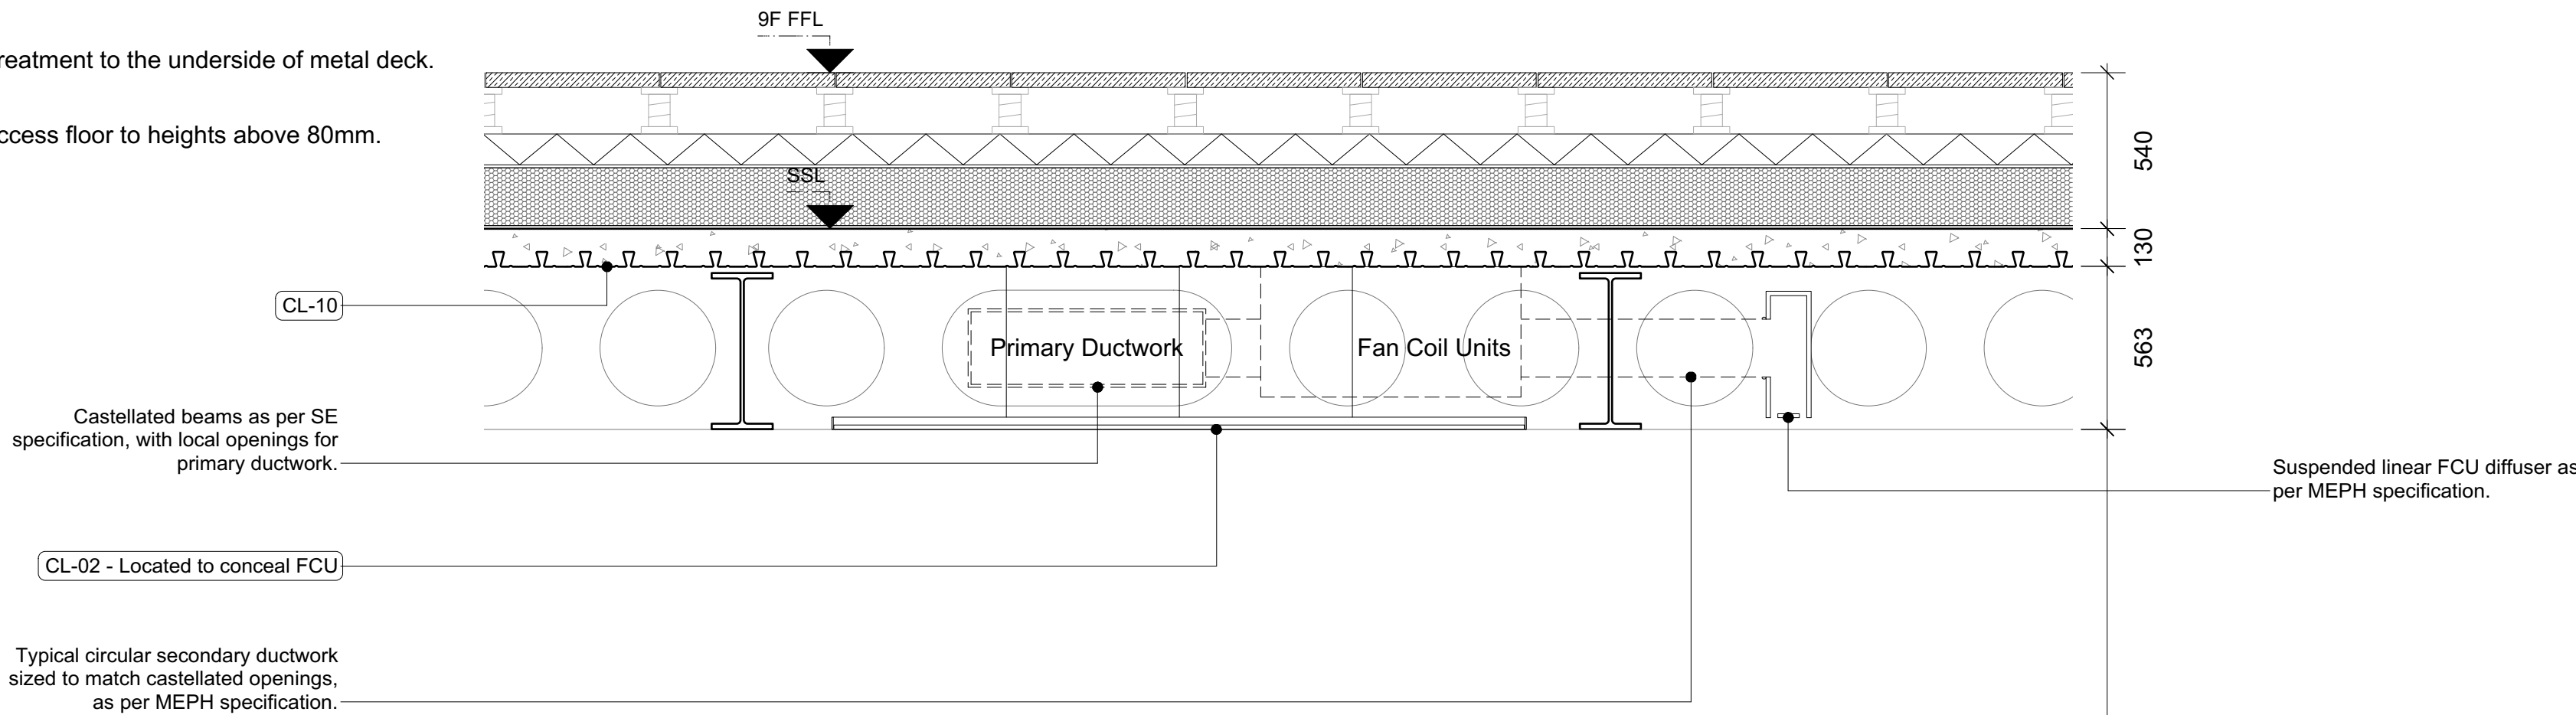 9F FFL
reatment to the underside of metal deck.
ccess floor to heights above 80mm.
SSL
540
130
563
CL-10
Primary Ductwork
Fan Coil Units
Castellated beams as per SE
specification, with local openings for
primary ductwork.
Suspended linear FCU diffuser as
per MEPH specification.
CL-02 - Located to conceal FCU
Typical circular secondary ductwork
sized to match castellated openings,
as per MEPH specification.